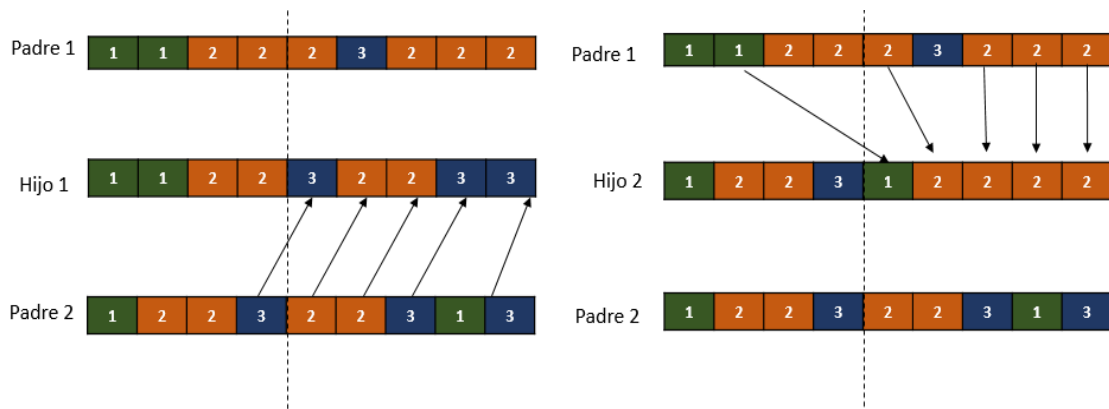 Padre 1 1 1 2 2 2 3 2 2 2
Hijo 1 1 1 2 2 3 2 2 3 3
Padre 2 1 2 2 3 2 2 3 1 3
Padre 1 1 1 2 2 2 3 2 2 2
Hijo 2 1 2 2 3 1 2 2 2 2
Padre 2 1 2 2 3 2 2 3 1 3